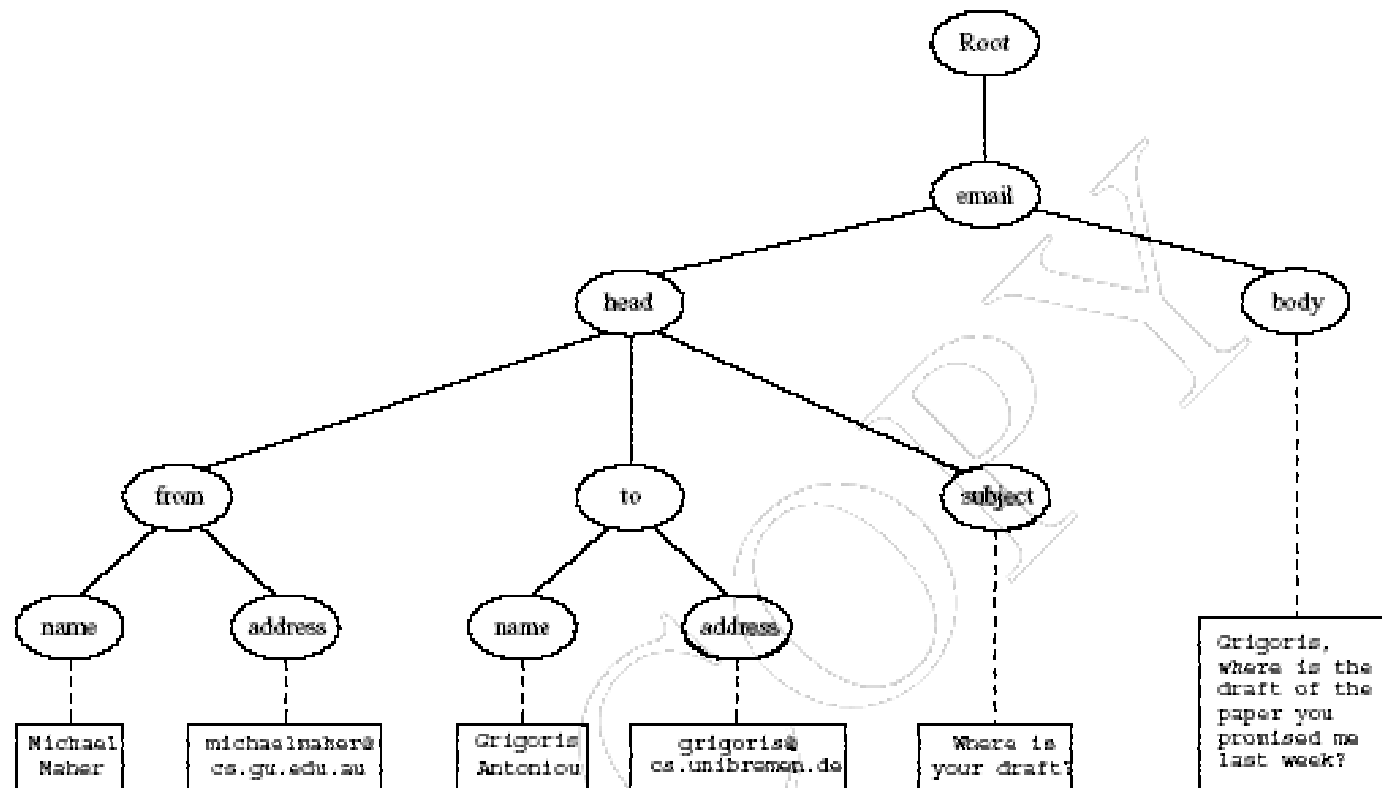 Root
email
head
body
from
to
subject
name
address
name
address
Michael
Maher
michaelmaher@
cs.gu.edu.au
Grigoris
Antoniou
grigoris@
cs.unibremen.de
Where is
your draft?
Grigoris,
where is the
draft of the
paper you
promised me
last week?
COPY